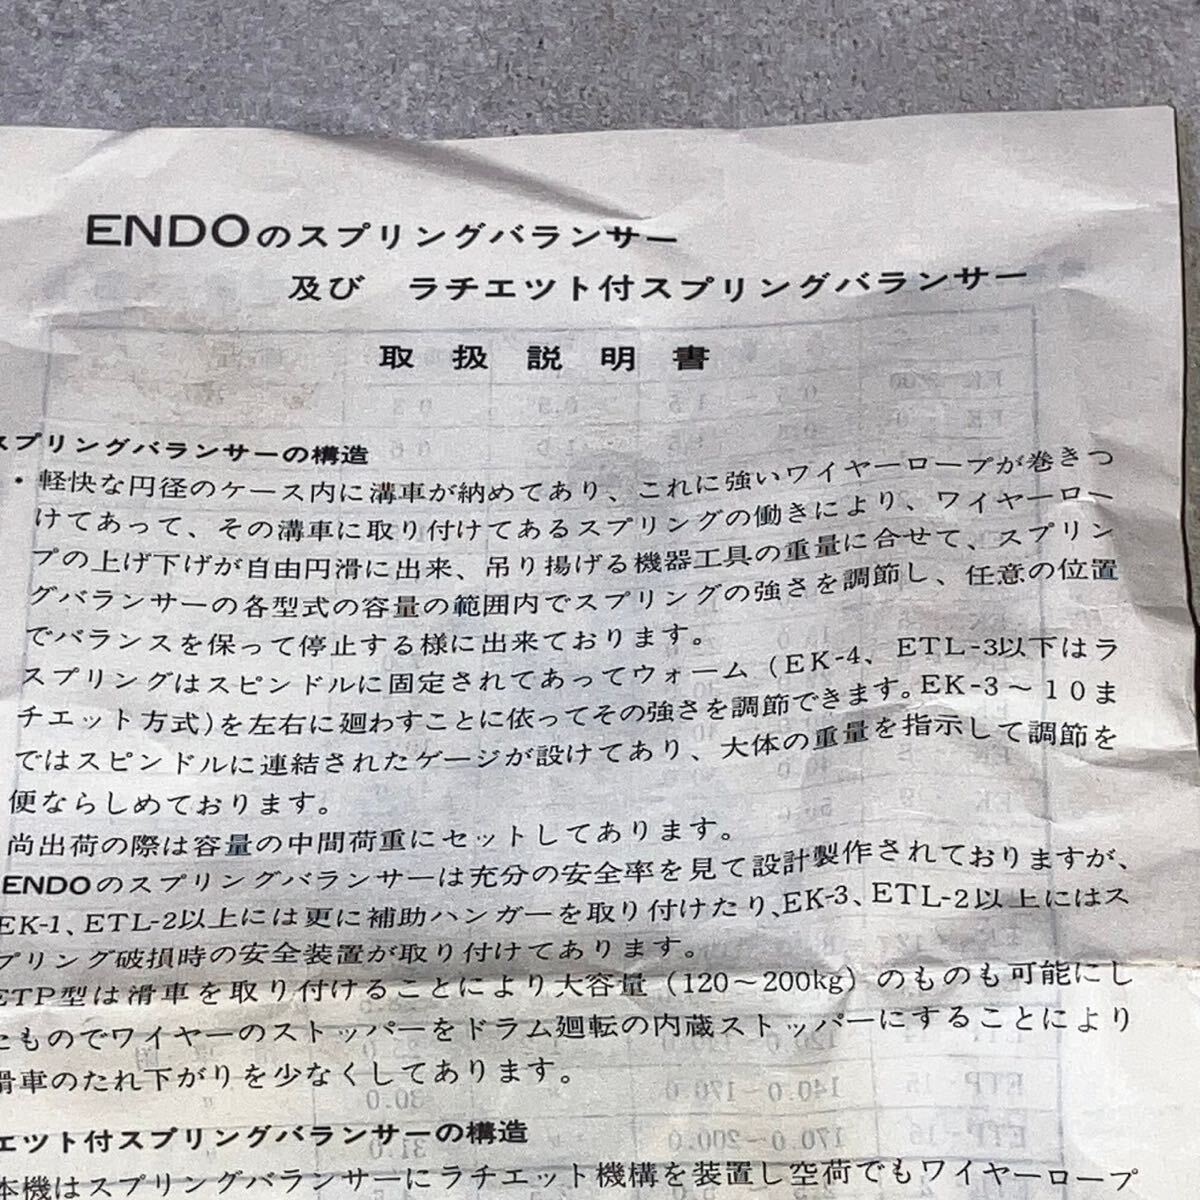 ENDOのスプリングバランサー
及び ラチエツト付スプリングバランサー
取扱説明書
スプリングバランサーの構造
・軽快な円径のケース内に溝車が納めてあり、これに強いワイヤーロープが巻きつ
けてあって、その溝車に取り付けてあるスプリングの働きにより、ワイヤーロー
プの上げ下げが自由円滑に出来、吊り揚げる機器工具の重量に合せて、スプリン
グバランサーの各型式の容量の範囲内でスプリングの強さを調節し、任意の位置
でバランスを保って停止する様に出来ております。
スプリングはスピンドルに固定されてあってウォーム（EK-4、ETL-3以下はラ
チエット方式)を左右に廻わすことに依ってその強さを調節できます。EK-3～10ま
ではスピンドルに連結されたゲージが設けてあり、大体の重量を指示して調節を
便ならしめております。
尚出荷の際は容量の中間荷重にセットしてあります。
ENDOのスプリングバランサーは充分の安全率を見て設計製作されておりますが、
EK-1、ETL-2以上には更に補助ハンガーを取り付けたり､EK-3、ETL-2以上にはス
プリング破損時の安全装置が取り付けてあります。
ETP型は滑車を取り付けることにより大容量（120～200kg）のものも可能にし
たものでワイヤーのストッパーをドラム廻転の内蔵ストッパーにすることにより
滑車のたれ下がりを少なくしてあります。
エット付スプリングバランサーの構造
本機はスプリングバランサーにラチエット機構を装置し空荷でもワイヤーロープ